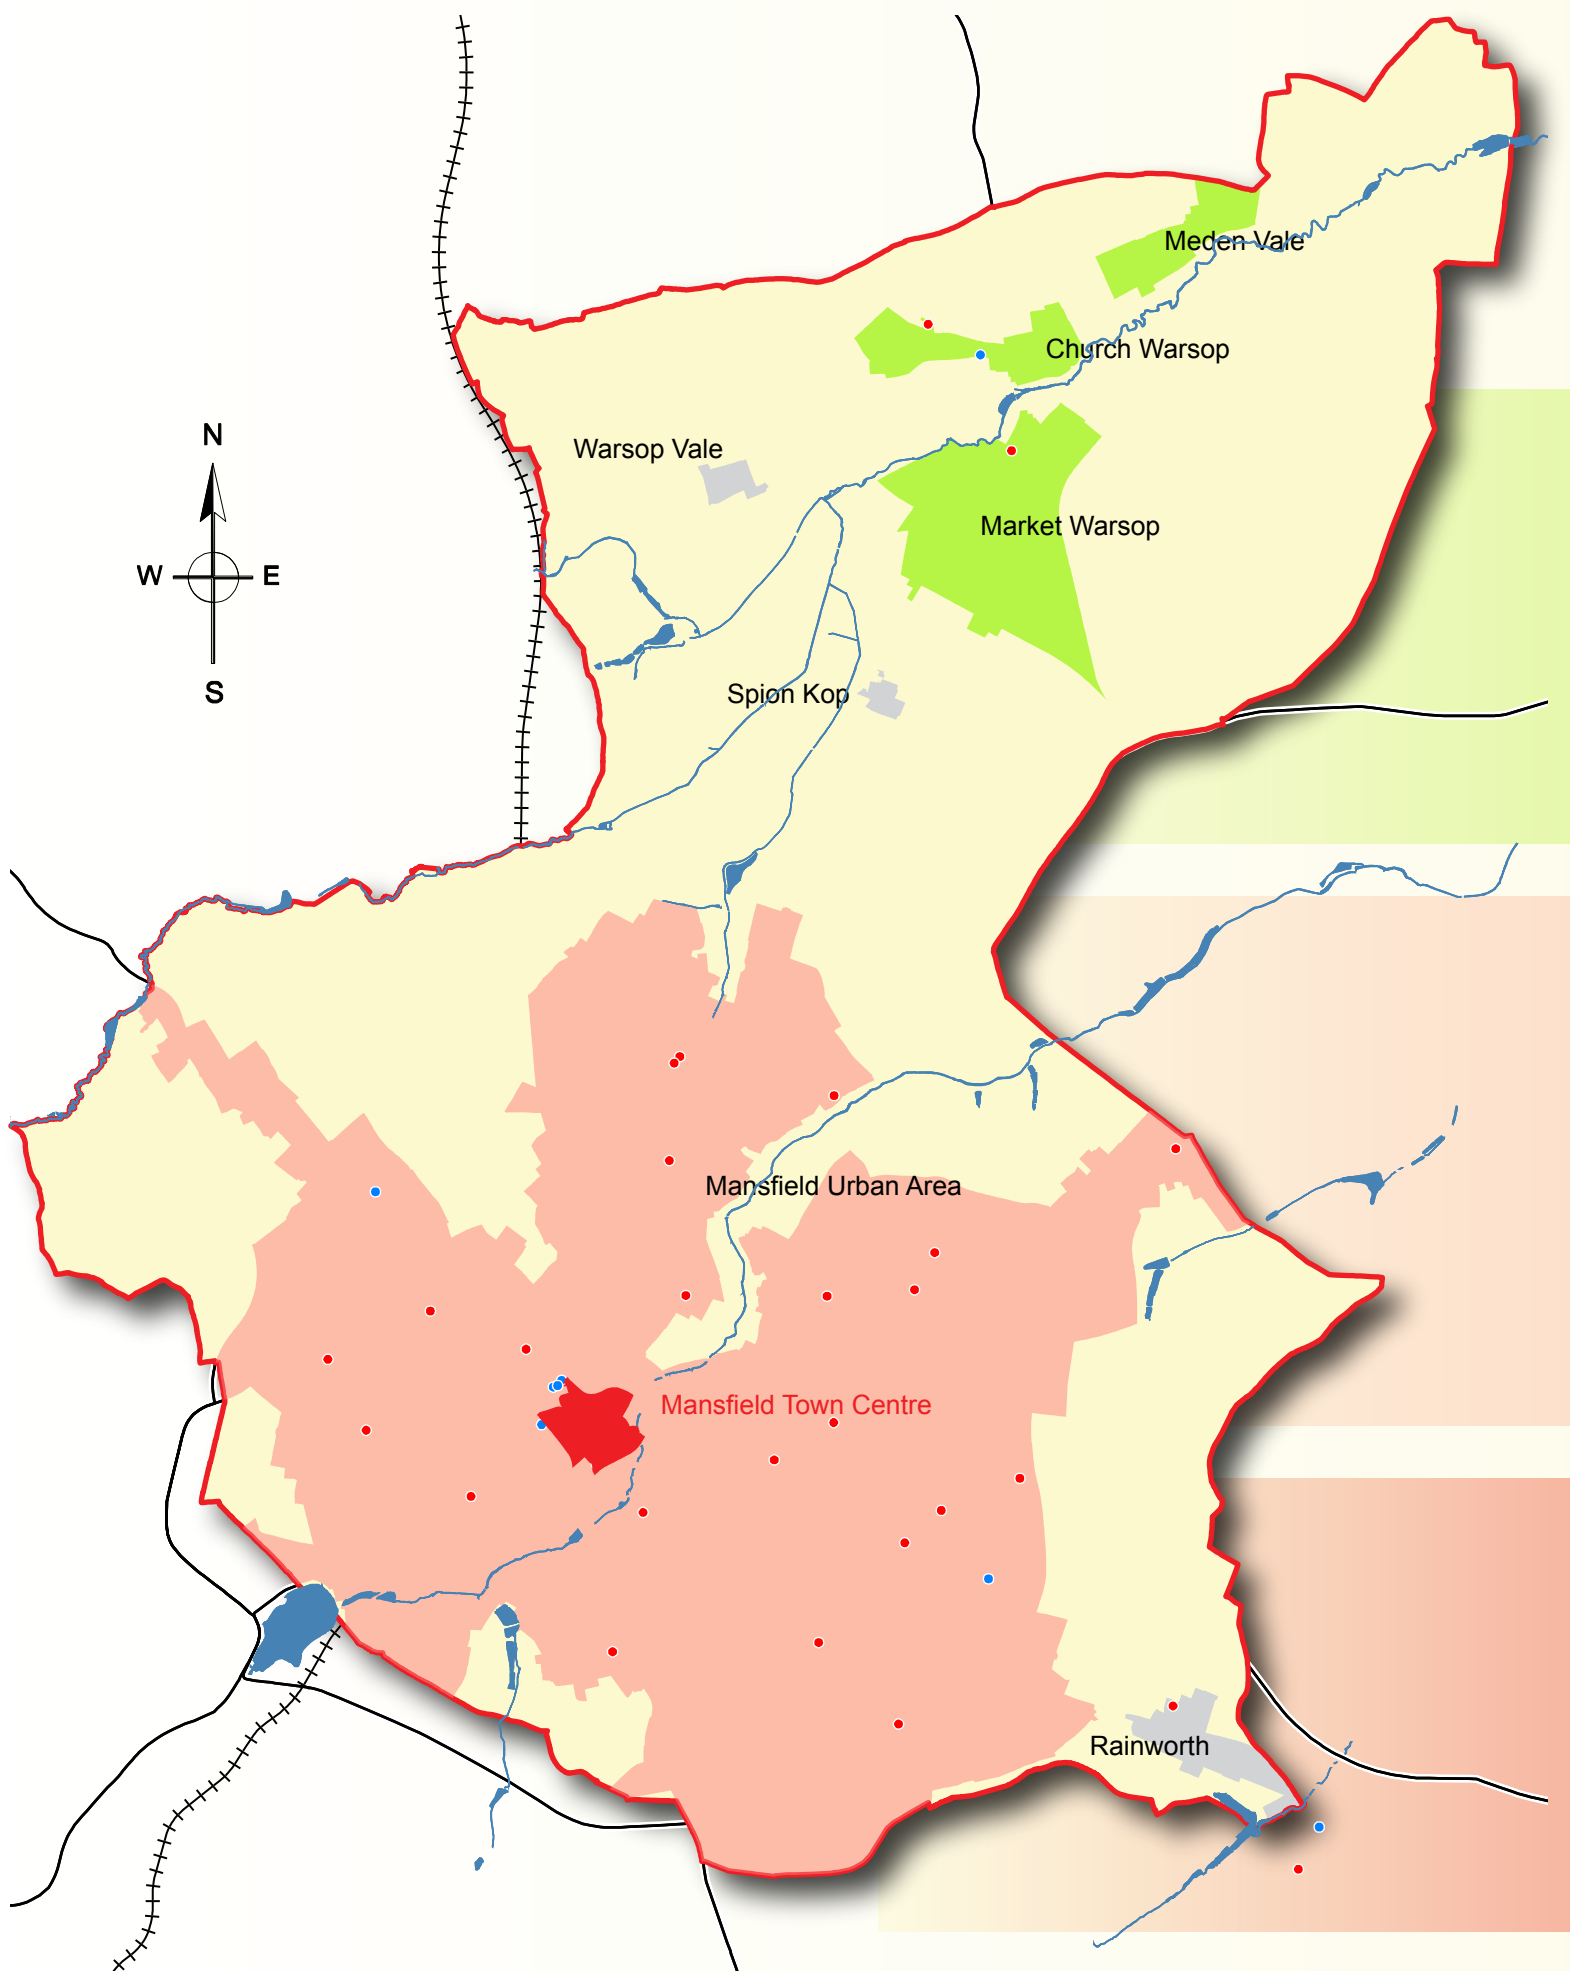 Meden Vale
Church Warsop
N
Warsop Vale
Market Warsop
W E
S
Spion Kop
Mansfield Urban Area
Mansfield Town Centre
Rainworth